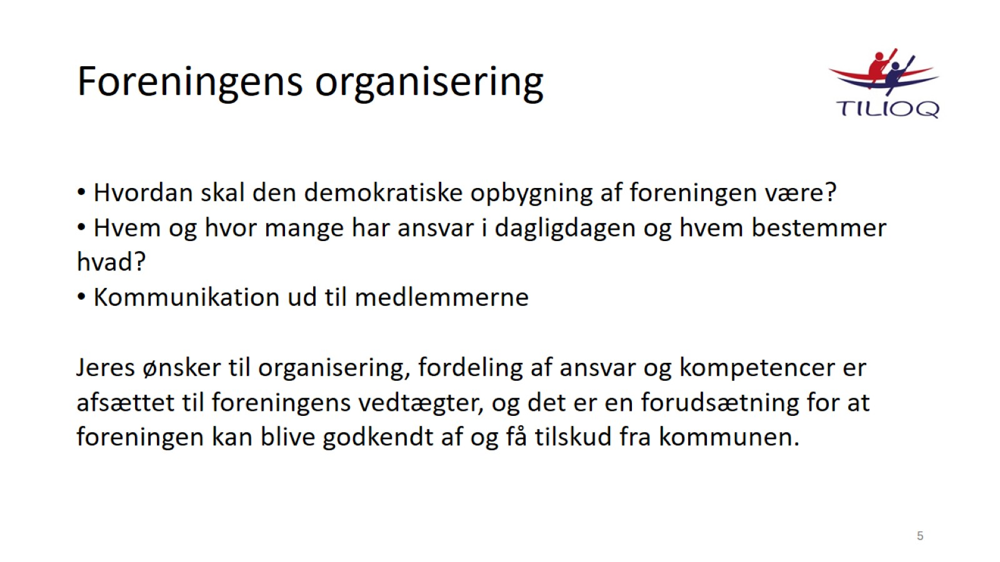 Foreningens organisering
TILIOQ
• Hvordan skal den demokratiske opbygning af foreningen være?
• Hvem og hvor mange har ansvar i dagligdagen og hvem bestemmer
hvad?
• Kommunikation ud til medlemmerne
Jeres ønsker til organisering, fordeling af ansvar og kompetencer er
afsættet til foreningens vedtægter, og det er en forudsætning for at
foreningen kan blive godkendt af og få tilskud fra kommunen.
5